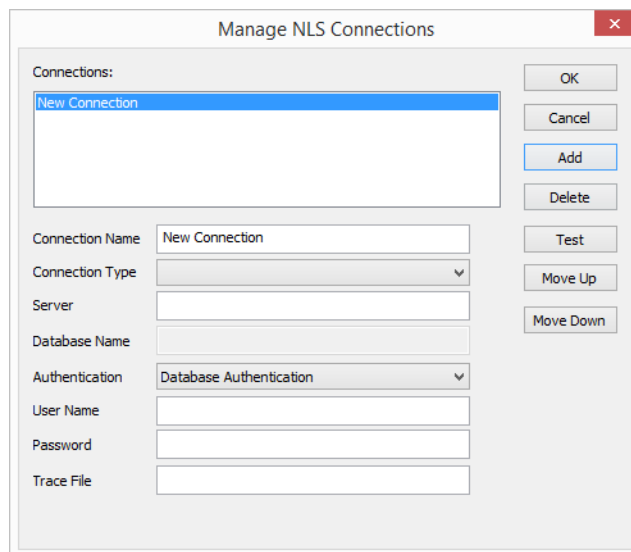 Manage NLS Connections
Connections:
New Connection
OK
Cancel
Add
Delete
Test
Move Up
Move Down
Connection Name New Connection
Connection Type
Server
Database Name
Authentication Database Authentication
User Name
Password
Trace File